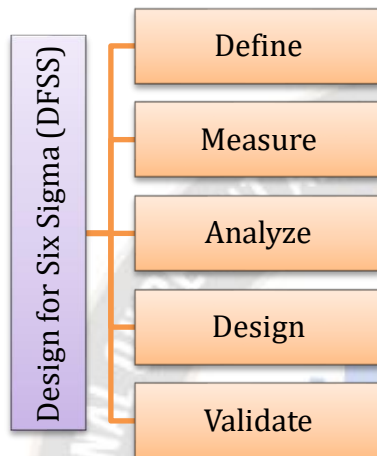 Design for Six Sigma (DFSS)
Define
Measure
Analyze
Design
Validate